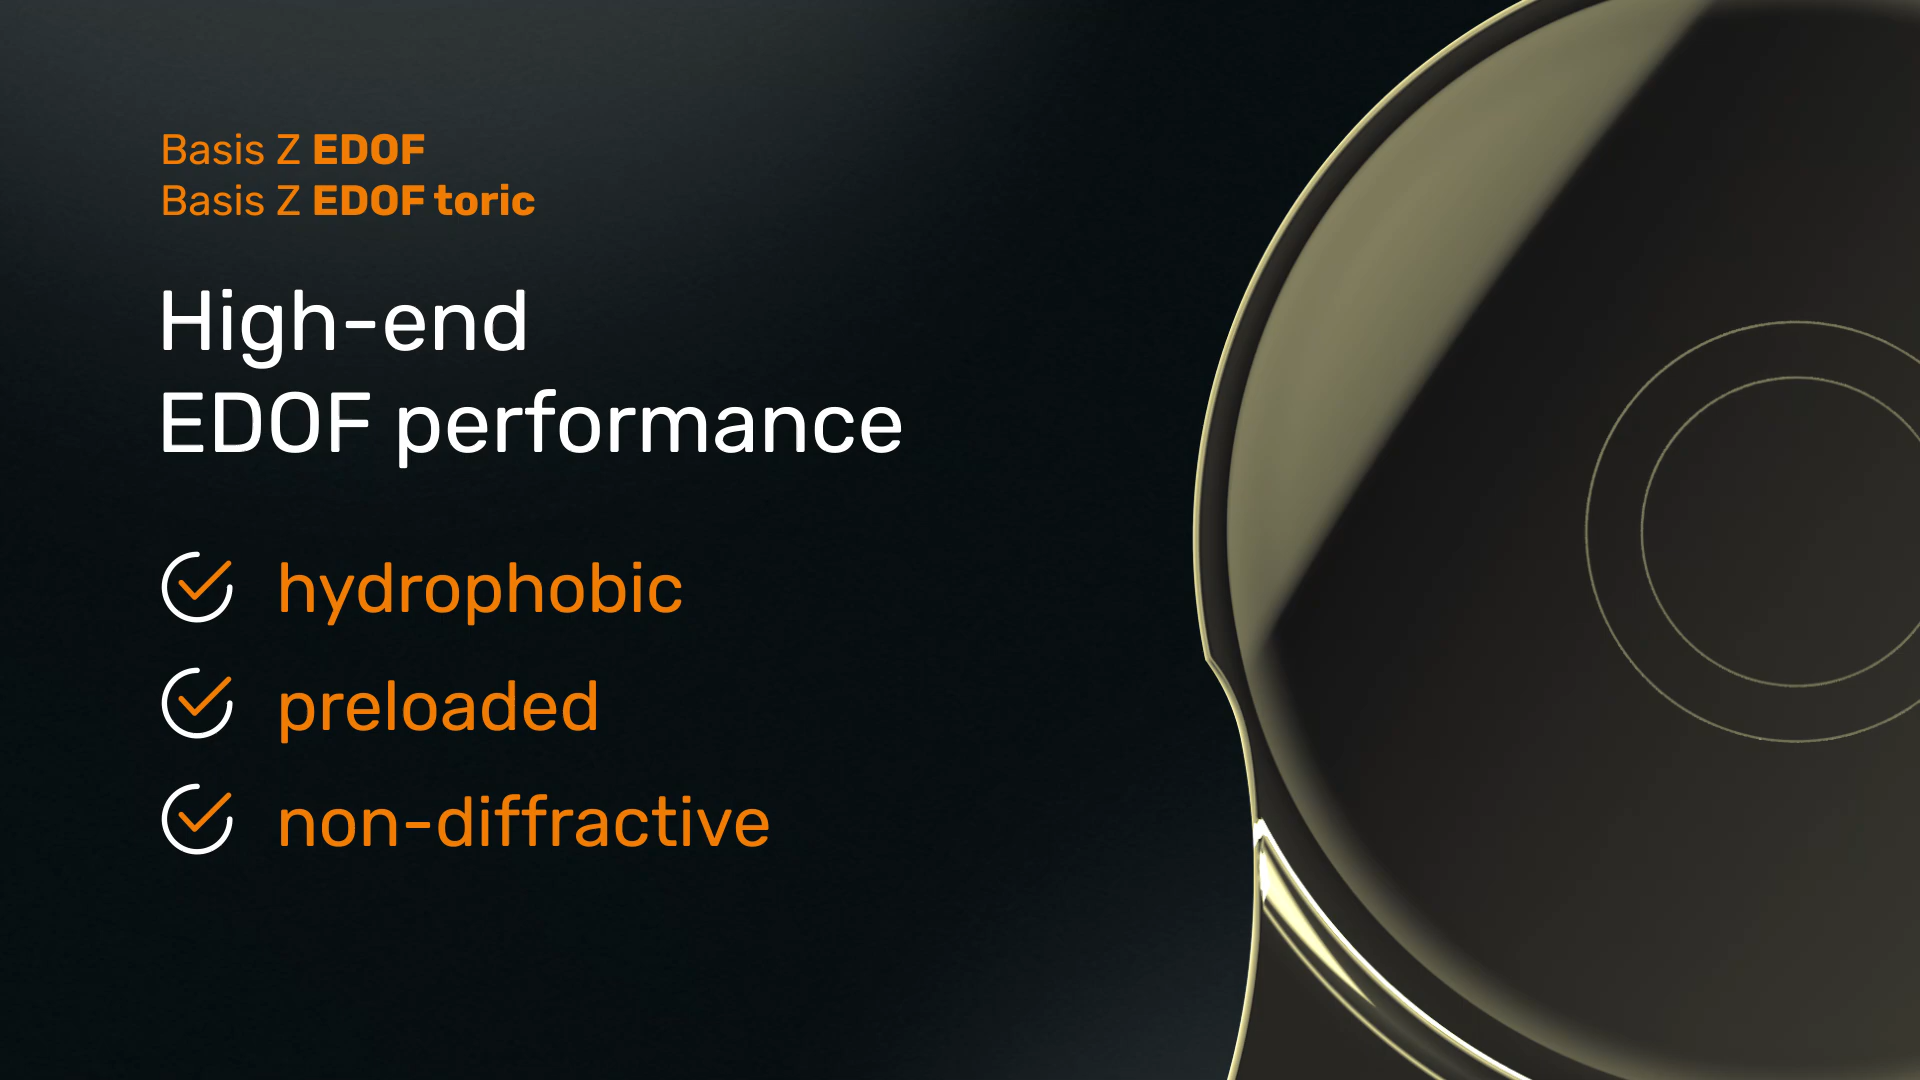 Basis Z EDOF
Basis Z EDOF toric
High-end
EDOF performance
hydrophobic
preloaded
non-diffractive